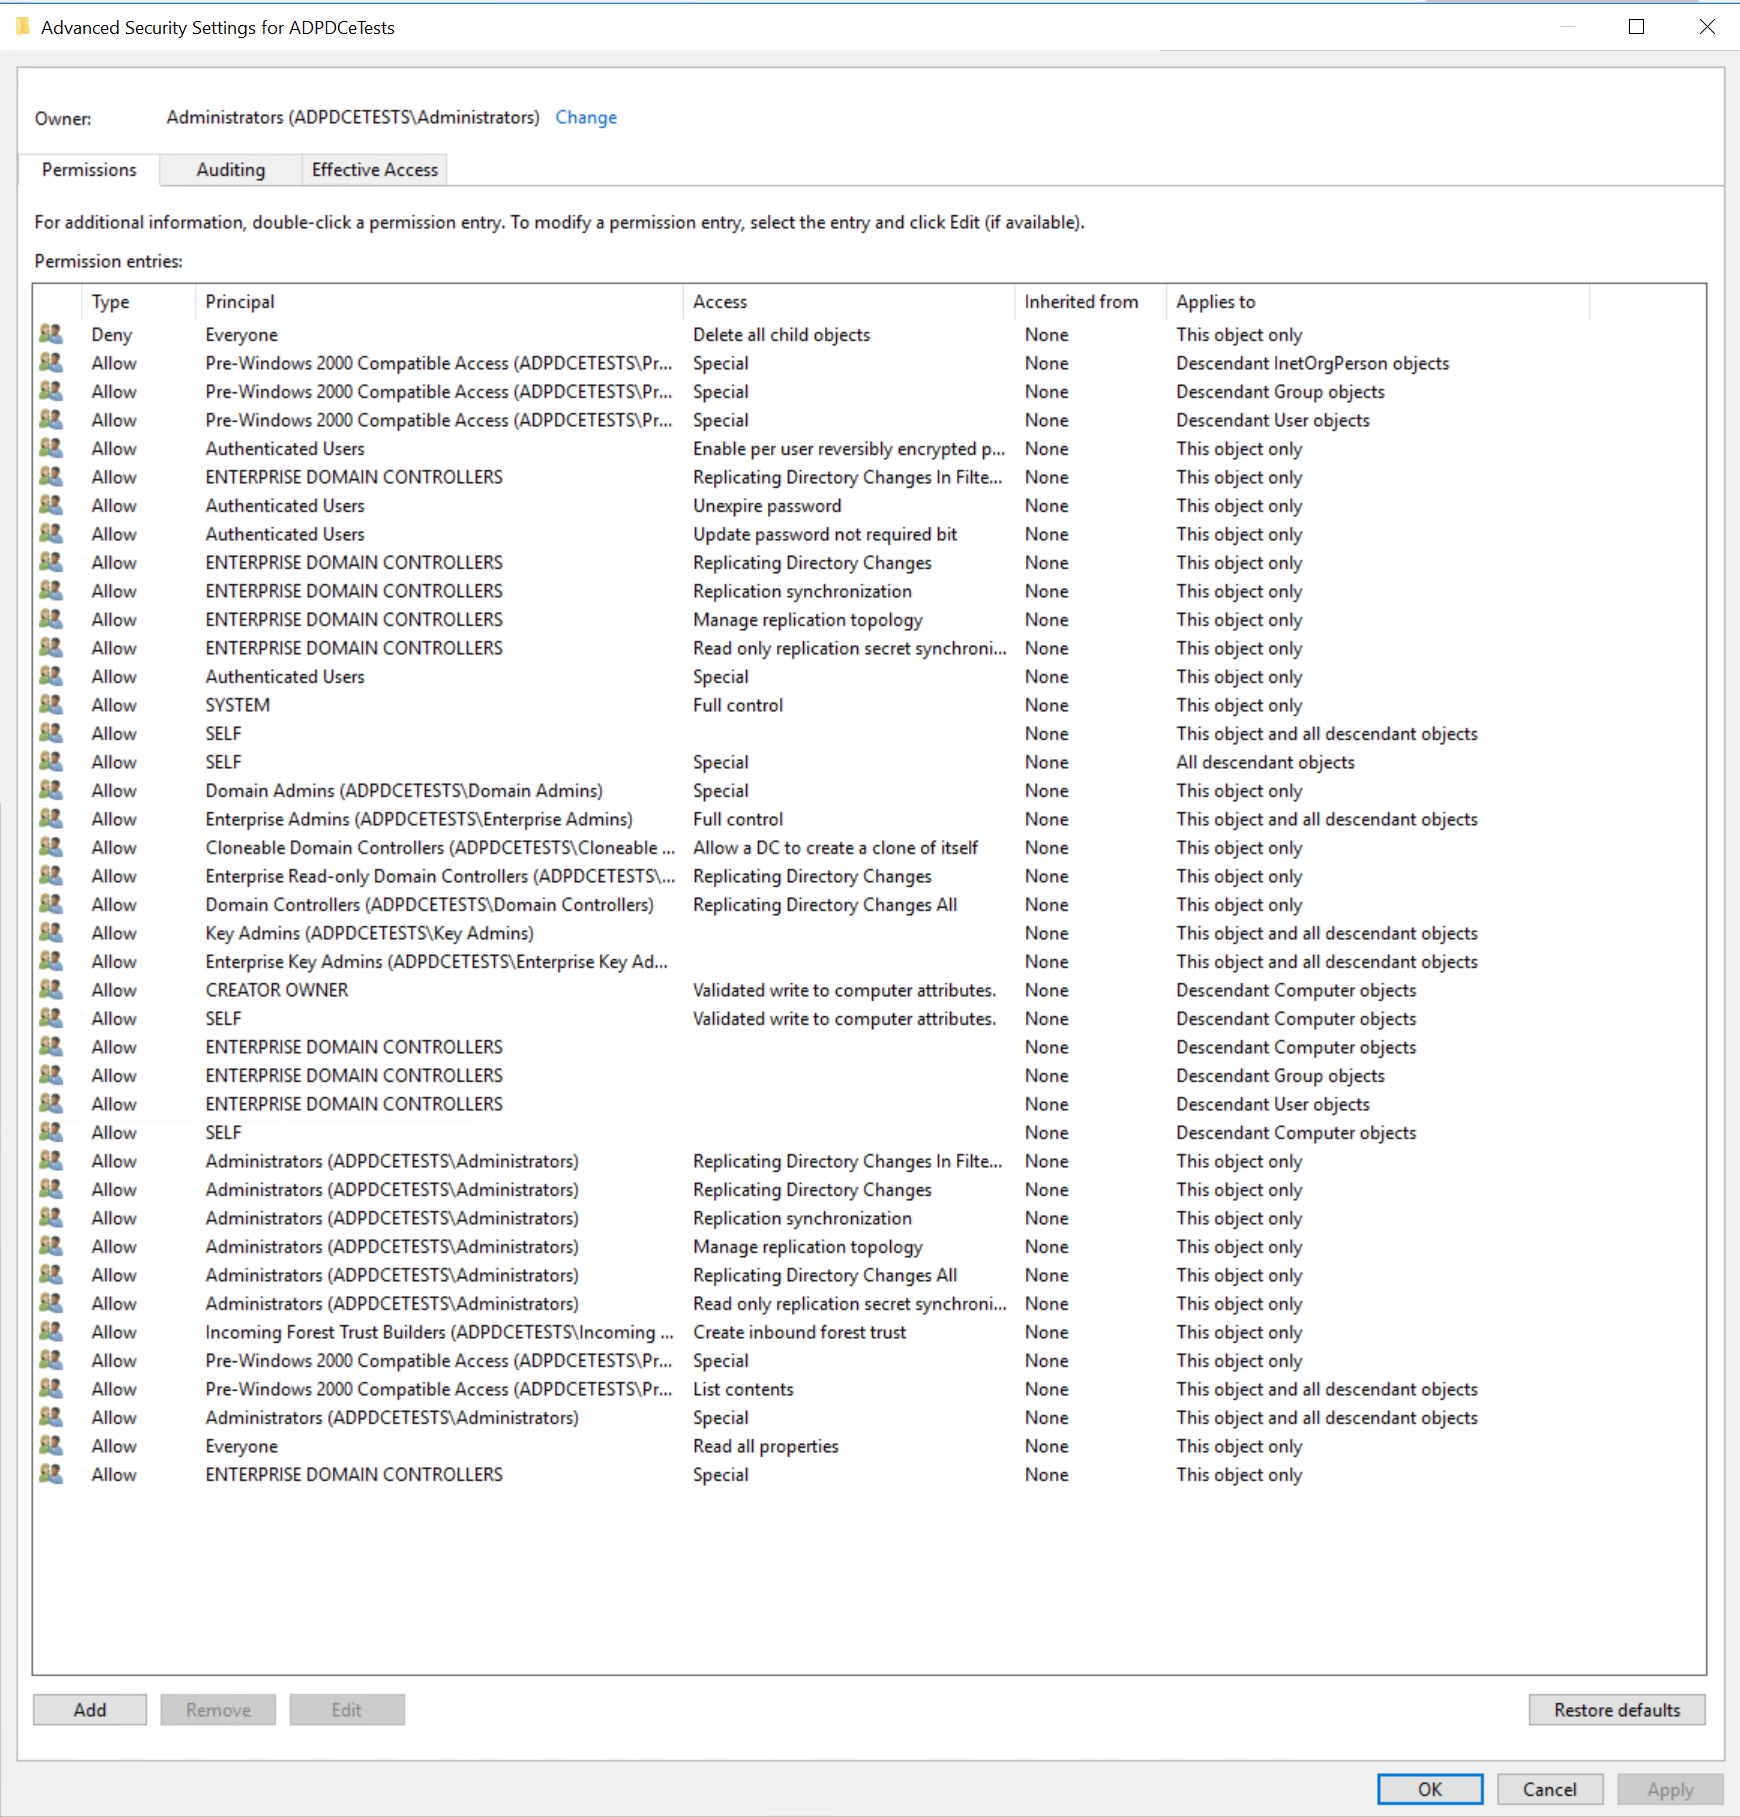 Advanced Security Settings for ADPDCeTests
Owner: Administrators (ADPDCETESTS\Administrators) Change
Permissions Auditing Effective Access
For additional information, double-click a permission entry. To modify a permission entry, select the entry and click Edit (if available).
Permission entries:
Type Principal Access Inherited from Applies to
Deny Everyone Delete all child objects None This object only
Allow Pre-Windows 2000 Compatible Access (ADPDCETESTS\Pr... Special None Descendant InetOrgPerson objects
Allow Pre-Windows 2000 Compatible Access (ADPDCETESTS\Pr... Special None Descendant Group objects
Allow Pre-Windows 2000 Compatible Access (ADPDCETESTS\Pr... Special None Descendant User objects
Allow Authenticated Users Enable per user reversibly encrypted p... None This object only
Allow ENTERPRISE DOMAIN CONTROLLERS Replicating Directory Changes In Filte... None This object only
Allow Authenticated Users Unexpire password None This object only
Allow Authenticated Users Update password not required bit None This object only
Allow ENTERPRISE DOMAIN CONTROLLERS Replicating Directory Changes None This object only
Allow ENTERPRISE DOMAIN CONTROLLERS Replication synchronization None This object only
Allow ENTERPRISE DOMAIN CONTROLLERS Manage replication topology None This object only
Allow ENTERPRISE DOMAIN CONTROLLERS Read only replication secret synchroni... None This object only
Allow Authenticated Users Special None This object only
Allow SYSTEM Full control None This object only
Allow SELF None This object and all descendant objects
Allow SELF Special None All descendant objects
Allow Domain Admins (ADPDCETESTS\Domain Admins) Special None This object only
Allow Enterprise Admins (ADPDCETESTS\Enterprise Admins) Full control None This object and all descendant objects
Allow Cloneable Domain Controllers (ADPDCETESTS\Cloneable ... Allow a DC to create a clone of itself None This object only
Allow Enterprise Read-only Domain Controllers (ADPDCETESTS\... Replicating Directory Changes None This object only
Allow Domain Controllers (ADPDCETESTS\Domain Controllers) Replicating Directory Changes All None This object only
Allow Key Admins (ADPDCETESTS\Key Admins) None This object and all descendant objects
Allow Enterprise Key Admins (ADPDCETESTS\Enterprise Key Ad... None This object and all descendant objects
Allow CREATOR OWNER Validated write to computer attributes. None Descendant Computer objects
Allow SELF Validated write to computer attributes. None Descendant Computer objects
Allow ENTERPRISE DOMAIN CONTROLLERS None Descendant Computer objects
Allow ENTERPRISE DOMAIN CONTROLLERS None Descendant Group objects
Allow ENTERPRISE DOMAIN CONTROLLERS None Descendant User objects
Allow SELF None Descendant Computer objects
Allow Administrators (ADPDCETESTS\Administrators) Replicating Directory Changes In Filte... None This object only
Allow Administrators (ADPDCETESTS\Administrators) Replicating Directory Changes None This object only
Allow Administrators (ADPDCETESTS\Administrators) Replication synchronization None This object only
Allow Administrators (ADPDCETESTS\Administrators) Manage replication topology None This object only
Allow Administrators (ADPDCETESTS\Administrators) Replicating Directory Changes All None This object only
Allow Administrators (ADPDCETESTS\Administrators) Read only replication secret synchroni... None This object only
Allow Incoming Forest Trust Builders (ADPDCETESTS\Incoming ... Create inbound forest trust None This object only
Allow Pre-Windows 2000 Compatible Access (ADPDCETESTS\Pr... Special None This object only
Allow Pre-Windows 2000 Compatible Access (ADPDCETESTS\Pr... List contents None This object and all descendant objects
Allow Administrators (ADPDCETESTS\Administrators) Special None This object and all descendant objects
Allow Everyone Read all properties None This object only
Allow ENTERPRISE DOMAIN CONTROLLERS Special None This object only
Add Remove Edit Restore defaults
OK Cancel Apply